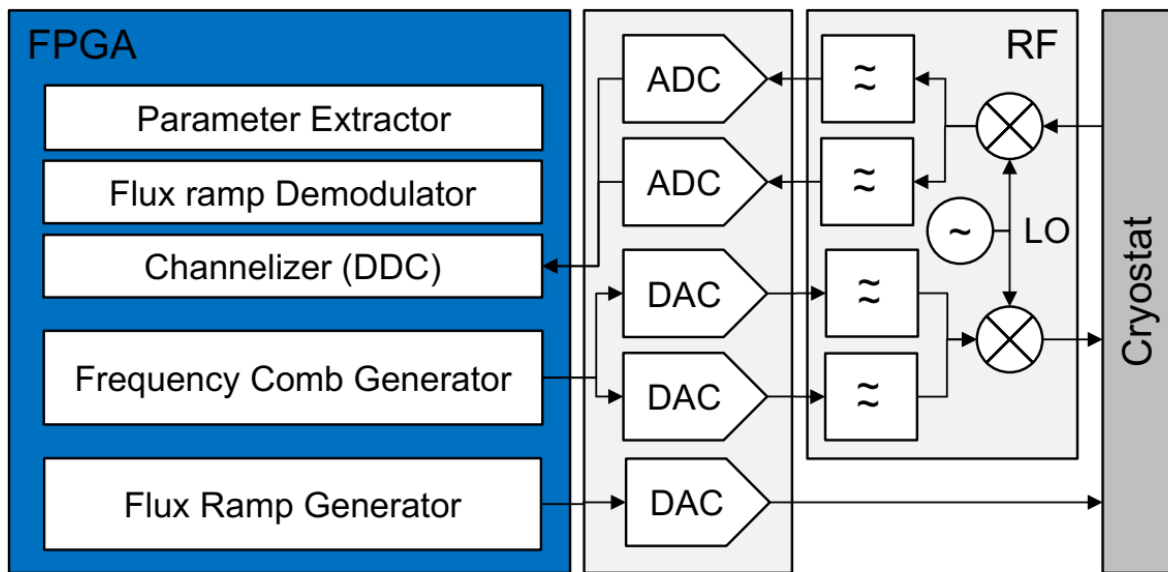 FPGA
Parameter Extractor
Flux ramp Demodulator
Channelizer (DDC)
Frequency Comb Generator
Flux Ramp Generator
ADC
ADC
DAC
DAC
DAC
RF
≈
≈
~
LO
≈
≈
Cryostat